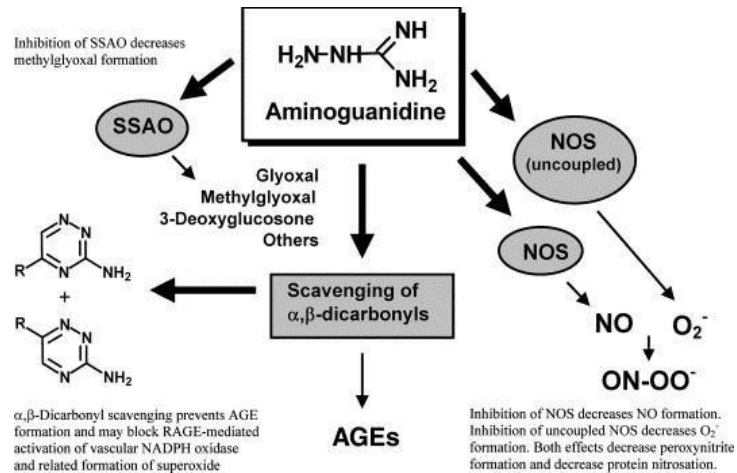 Inhibition of SSAO decreases
methylglyoxal formation
NH
H₂N–NH
NH₂
Aminoguanidine
SSAO
NOS
(uncoupled)
Glyoxal
Methylglyoxal
3-Deoxyglucosone
Others
NOS
N
N
R
N
NH₂
+
R
N
N
N
NH₂
Scavenging of
α,β-dicarbonyls
NO
O₂⁻
ON-OO⁻
AGEs
α,β-Dicarbonyl scavenging prevents AGE
formation and may block RAGE-mediated
activation of vascular NADPH oxidase
and related formation of superoxide
Inhibition of NOS decreases NO formation.
Inhibition of uncoupled NOS decreases O₂⁻
formation. Both effects decrease peroxynitrite
formation and decrease protein nitrosation.